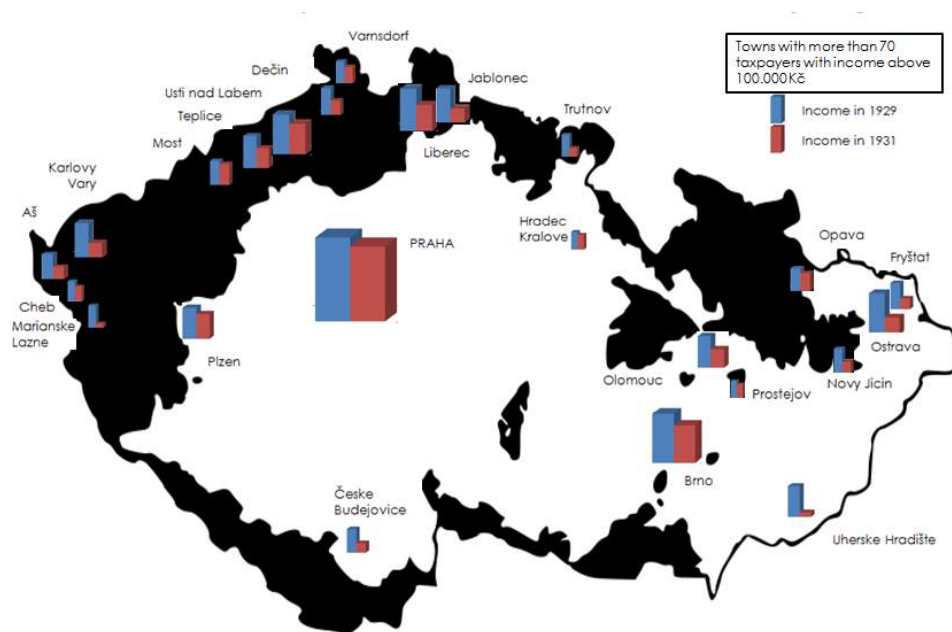 Towns with more than 70
taxpayers with income above
100.000Kč
Income in 1929
Income in 1931
Varnsdorf
Dečin
Jablonec
Usti nad Labem
Trutnov
Teplice
Most
Liberec
Karlovy
Vary
Aš
Hradec
Kralove
PRAHA
Opava
Fryštat
Cheb
Marianske
Lazne
Ostrava
Plzen
Olomouc
Novy Jicin
Prostejov
Brno
Česke
Budejovice
Uherske Hradište